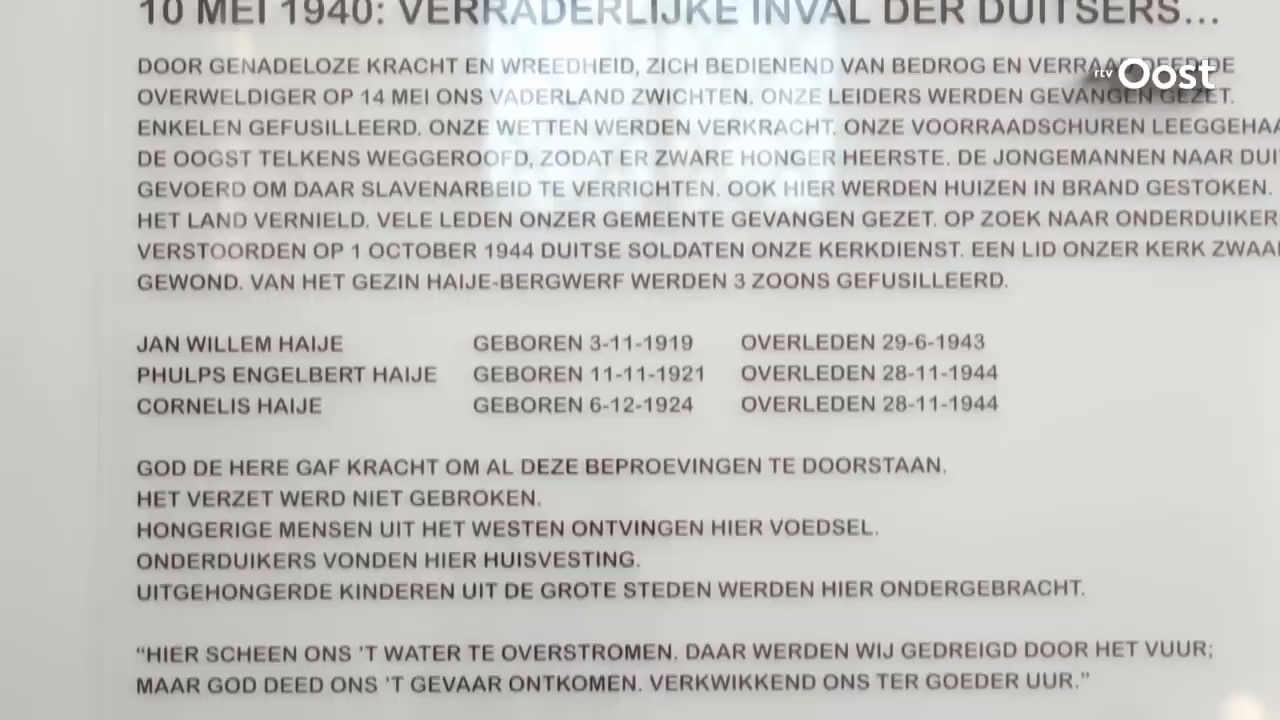 10 MEI 1940: VERRADERLIJKE INVAL DER DUITSERS...
rtv Oost
DOOR GENADELOZE KRACHT EN WREEDHEID, ZICH BEDIENEND VAN BEDROG EN
OVERWELDIGER OP 14 MEI ONS VADERLAND ZWICHTEN. ONZE LEIDERS WERDEN GEVANGEN GEZET.
ENKELEN GEFUSILLEERD. ONZE WETTEN WERDEN VERKRACHT. ONZE VOORRAADSCHUREN LEEGGEHAA
DE OOGST TELKENS WEGGEROOFD, ZODAT ER ZWARE HONGER HEERSTE. DE JONGEMANNEN NAAR DUI
GEVOERD OM DAAR SLAVENARBEID TE VERRICHTEN. OOK HIER WERDEN HUIZEN IN BRAND GESTOKEN.
HET LAND VERNIELD. VELE LEDEN ONZER GEMEENTE GEVANGEN GEZET. OP ZOEK NAAR ONDERDUIKER
VERSTOORDEN OP 1 OCTOBER 1944 DUITSE SOLDATEN ONZE KERKDIENST. EEN LID ONZER KERK ZWAA
GEWOND. VAN HET GEZIN HAIJE-BERGWERF WERDEN 3 ZOONS GEFUSILLEERD.
JAN WILLEM HAIJE GEBOREN 3-11-1919 OVERLEDEN 29-6-1943
PHULPS ENGELBERT HAIJE GEBOREN 11-11-1921 OVERLEDEN 28-11-1944
CORNELIS HAIJE GEBOREN 6-12-1924 OVERLEDEN 28-11-1944
GOD DE HERE GAF KRACHT OM AL DEZE BEPROEVINGEN TE DOORSTAAN.
HET VERZET WERD NIET GEBROKEN.
HONGERIGE MENSEN UIT HET WESTEN ONTVINGEN HIER VOEDSEL.
ONDERDUIKERS VONDEN HIER HUISVESTING.
UITGEHONGERDE KINDEREN UIT DE GROTE STEDEN WERDEN HIER ONDERGEBRACHT.
“HIER SCHEEN ONS ’T WATER TE OVERSTROMEN. DAAR WERDEN WIJ GEDREIGD DOOR HET VUUR;
MAAR GOD DEED ONS ’T GEVAAR ONTKOMEN. VERKWIKKEND ONS TER GOEDER UUR.”